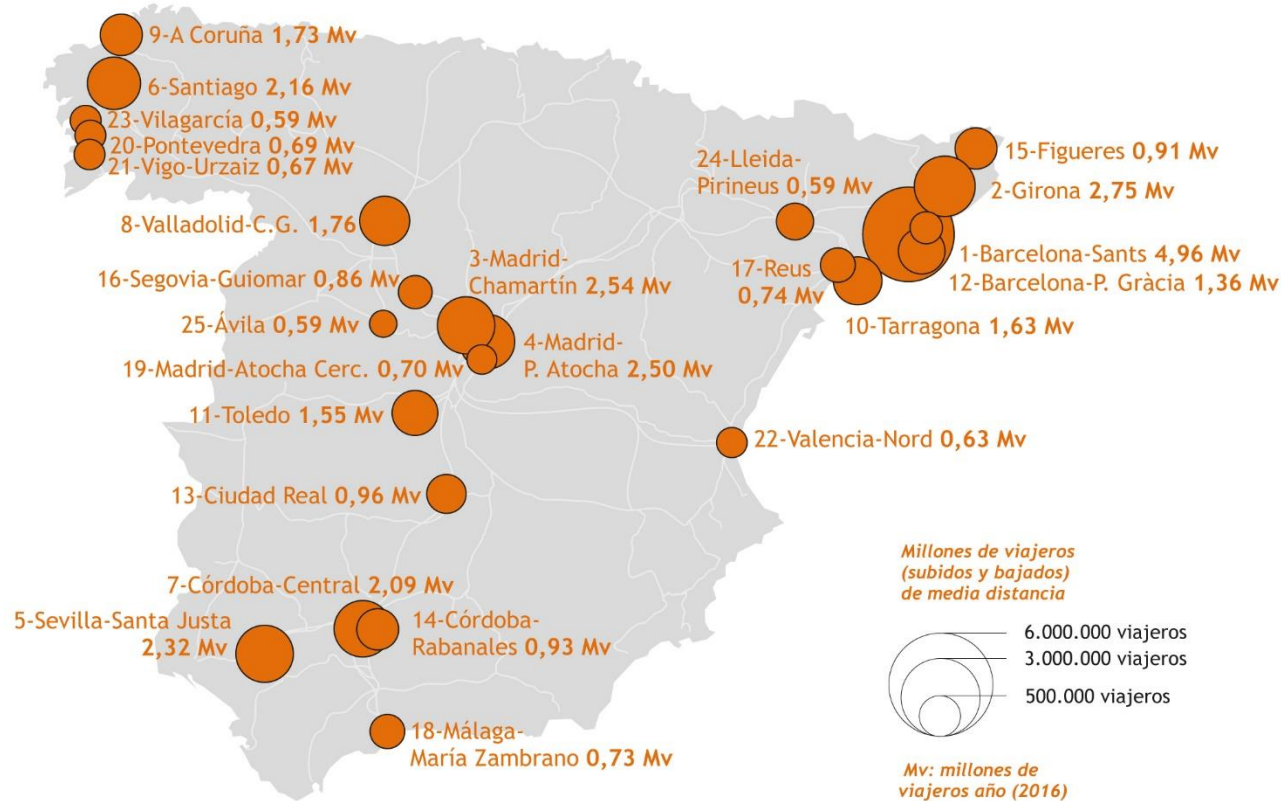 9-A Coruña 1,73 Mv
6-Santiago 2,16 Mv
23-Vilagarcía 0,59 Mv
20-Pontevedra 0,69 Mv
21-Vigo-Urzaiz 0,67 Mv
8-Valladolid-C.G. 1,76
16-Segovia-Guiomar 0,86 Mv
25-Ávila 0,59 Mv
19-Madrid-Atocha Cerc. 0,70 Mv
11-Toledo 1,55 Mv
13-Ciudad Real 0,96 Mv
3-Madrid-
Chamartín 2,54 Mv
4-Madrid-
P. Atocha 2,50 Mv
24-Lleida-
Pirineus 0,59 Mv
15-Figueres 0,91 Mv
2-Girona 2,75 Mv
1-Barcelona-Sants 4,96 Mv
12-Barcelona-P. Gràcia 1,36 Mv
17-Reus
0,74 Mv
10-Tarragona 1,63 Mv
22-Valencia-Nord 0,63 Mv
7-Córdoba-Central 2,09 Mv
5-Sevilla-Santa Justa
2,32 Mv
14-Córdoba-
Rabanales 0,93 Mv
18-Málaga-
María Zambrano 0,73 Mv
Millones de viajeros
(subidos y bajados)
de media distancia
6.000.000 viajeros
3.000.000 viajeros
500.000 viajeros
Mv: millones de
viajeros año (2016)